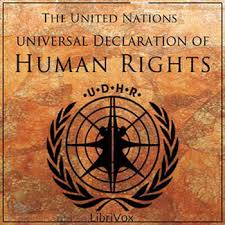 The United Nations
UNIVERSAL DECLARATION OF
HUMAN RIGHTS
·U·D·H·R·
LibriVox